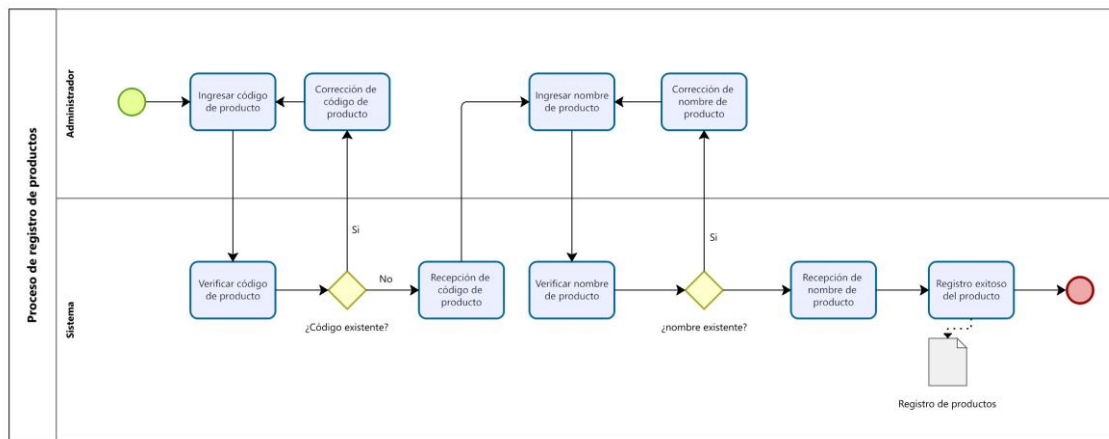 Proceso de registro de productos
Administrador
Ingresar código
de producto
Corrección de
código de
producto
Ingresar nombre
de producto
Corrección de
nombre de
producto
Sistema
Si
Si
Verificar código
de producto
No
Recepción de
código de
producto
Verificar nombre
de producto
Recepción de
nombre de
producto
Registro exitoso
del producto
¿Código existente?
¿nombre existente?
Registro de productos